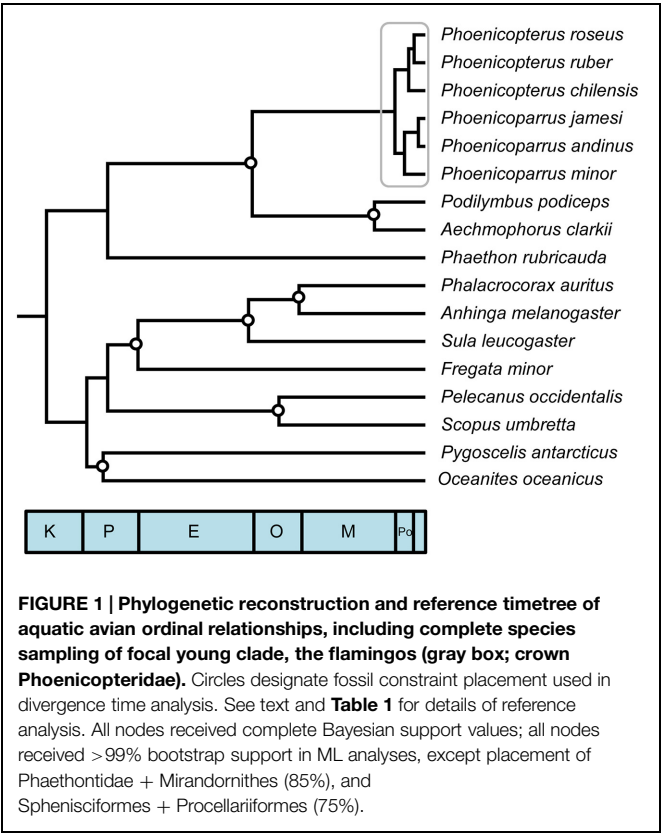 Phoenicopterus roseus
Phoenicopterus ruber
Phoenicopterus chilensis
Phoenicoparrus jamesi
Phoenicoparrus andinus
Phoenicoparrus minor
Podilymbus podiceps
Aechmophorus clarkii
Phaethon rubricauda
Phalacrocorax auritus
Anhinga melanogaster
Sula leucogaster
Fregata minor
Pelecanus occidentalis
Scopus umbretta
Pygoscelis antarcticus
Oceanites oceanicus
K P E O M Po
FIGURE 1 | Phylogenetic reconstruction and reference timetree of
aquatic avian ordinal relationships, including complete species
sampling of focal young clade, the flamingos (gray box; crown
Phoenicopteridae). Circles designate fossil constraint placement used in
divergence time analysis. See text and Table 1 for details of reference
analysis. All nodes received complete Bayesian support values; all nodes
received >99% bootstrap support in ML analyses, except placement of
Phaethontidae + Mirandornithes (85%), and
Sphenisciformes + Procellariiformes (75%).